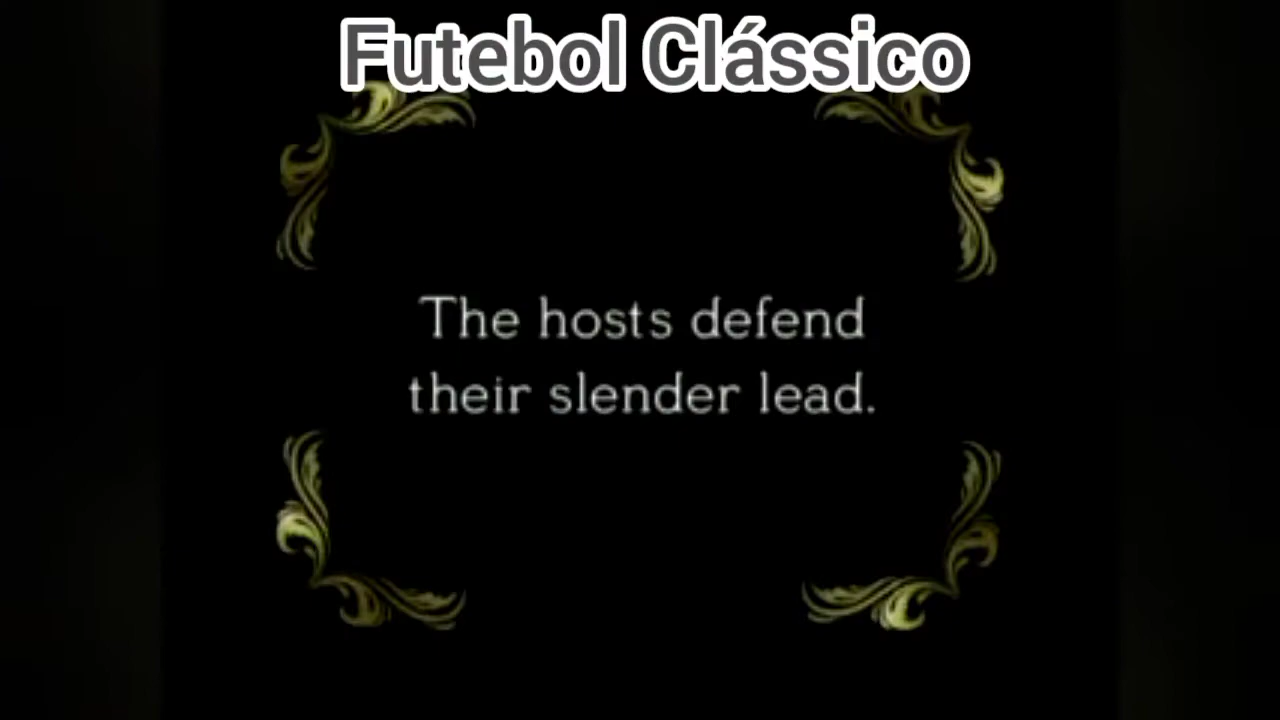 Futebol Clássico
The hosts defend
their slender lead.